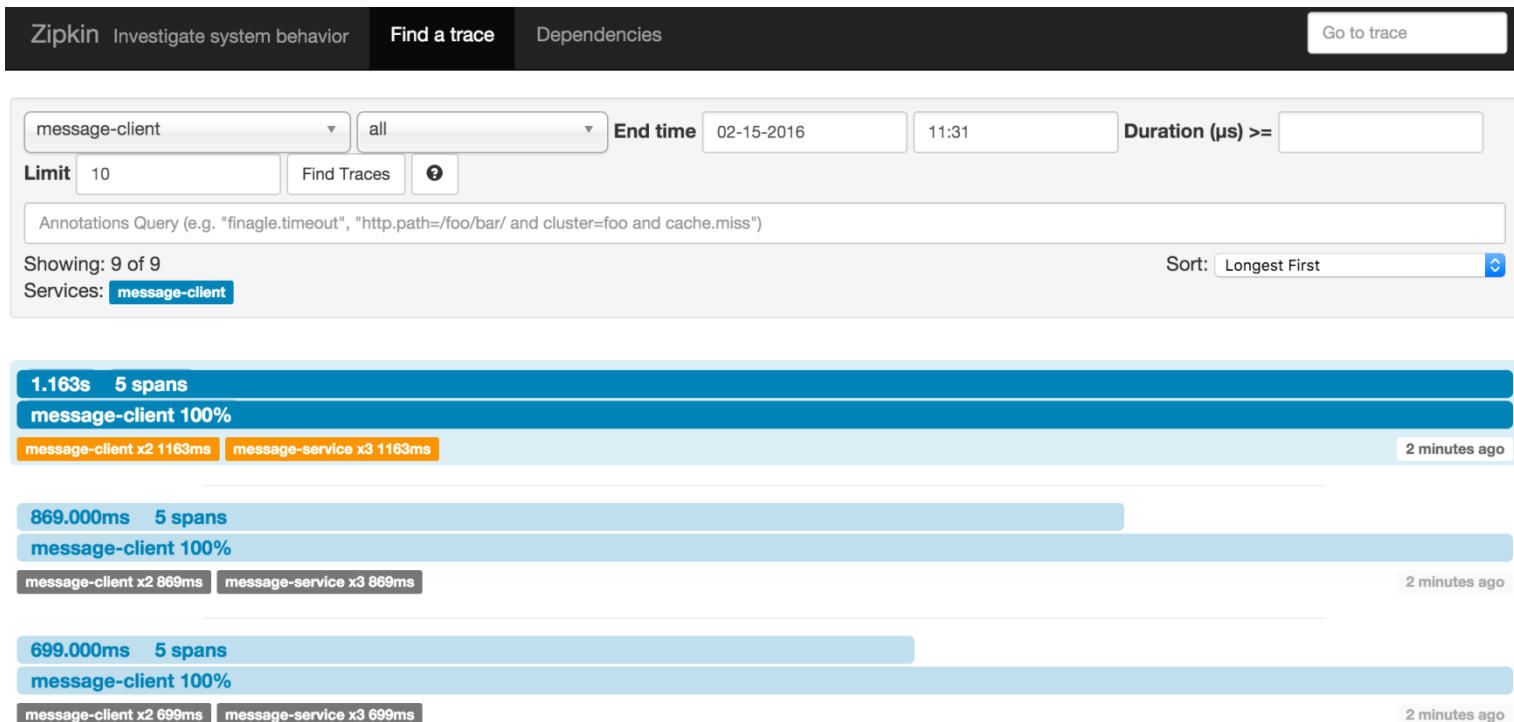 Zipkin Investigate system behavior Find a trace Dependencies Go to trace
message-client all End time 02-15-2016 11:31 Duration (µs) >=
Limit 10 Find Traces ?
Annotations Query (e.g. "finagle.timeout", "http.path=/foo/bar/ and cluster=foo and cache.miss")
Showing: 9 of 9 Sort: Longest First
Services: message-client
1.163s 5 spans
message-client 100%
message-client x2 1163ms message-service x3 1163ms 2 minutes ago
869.000ms 5 spans
message-client 100%
message-client x2 869ms message-service x3 869ms 2 minutes ago
699.000ms 5 spans
message-client 100%
message-client x2 699ms message-service x3 699ms 2 minutes ago